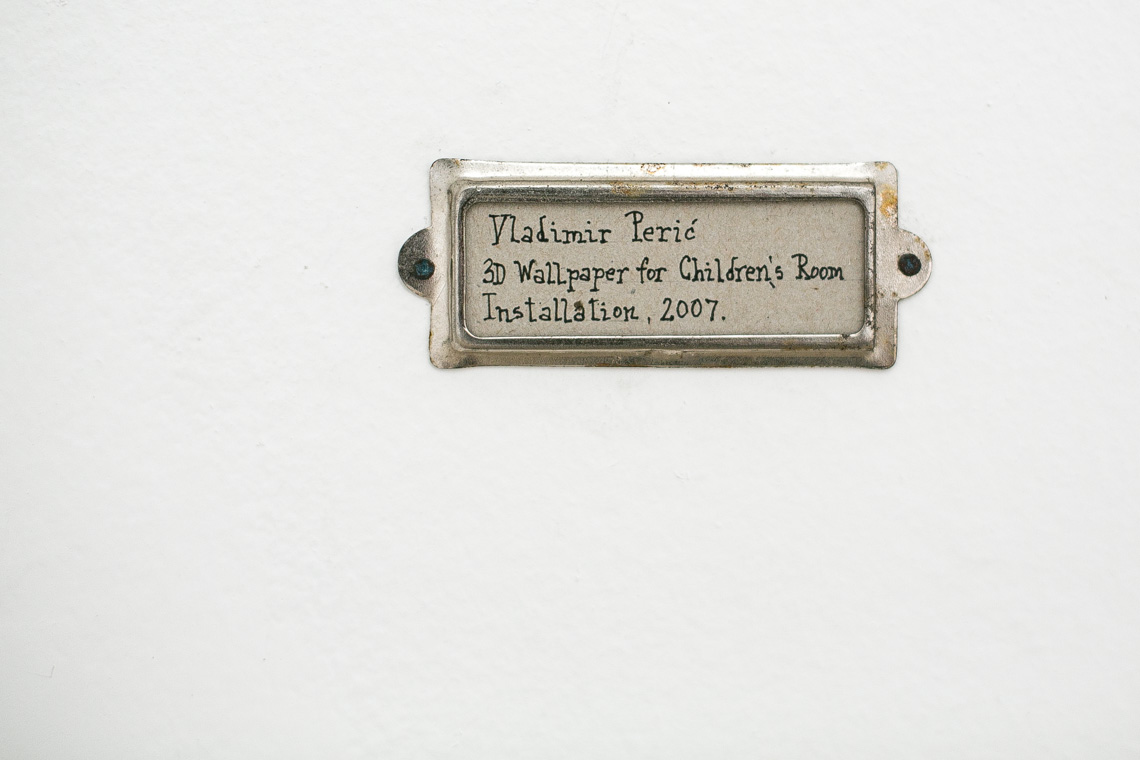 Vladimir Perić
3D Wallpaper for Children's Room
Installation, 2007.